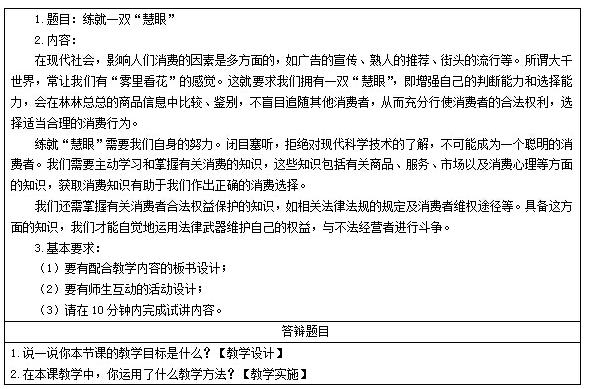 1.题目：练就一双“慧眼”
2.内容：
在现代社会，影响人们消费的因素是多方面的，如广告的宣传、熟人的推荐、街头的流行等。所谓大千
世界，常让我们有“雾里看花”的感觉。这就要求我们拥有一双“慧眼”，即增强自己的判断能力和选择能
力，会在林林总总的商品信息中比较、鉴别，不盲目追随其他消费者，从而充分行使消费者的合法权利，选
择适当合理的消费行为。
练就“慧眼”需要我们自身的努力。闭目塞听，拒绝对现代科学技术的了解，不可能成为一个聪明的消
费者。我们需要主动学习和掌握有关消费的知识，这些知识包括有关商品、服务、市场以及消费心理等方面
的知识，获取消费知识有助于我们作出正确的消费选择。
我们还需掌握有关消费者合法权益保护的知识，如相关法律法规的规定及消费者维权途径等。具备这方
面的知识，我们才能自觉地运用法律武器维护自己的权益，与不法经营者进行斗争。
3.基本要求：
（1）要有配合教学内容的板书设计；
（2）要有师生互动的活动设计；
（3）请在10分钟内完成试讲内容。
答辩题目
1.说一说你本节课的教学目标是什么？【教学设计】
2.在本课教学中，你运用了什么教学方法？【教学实施】